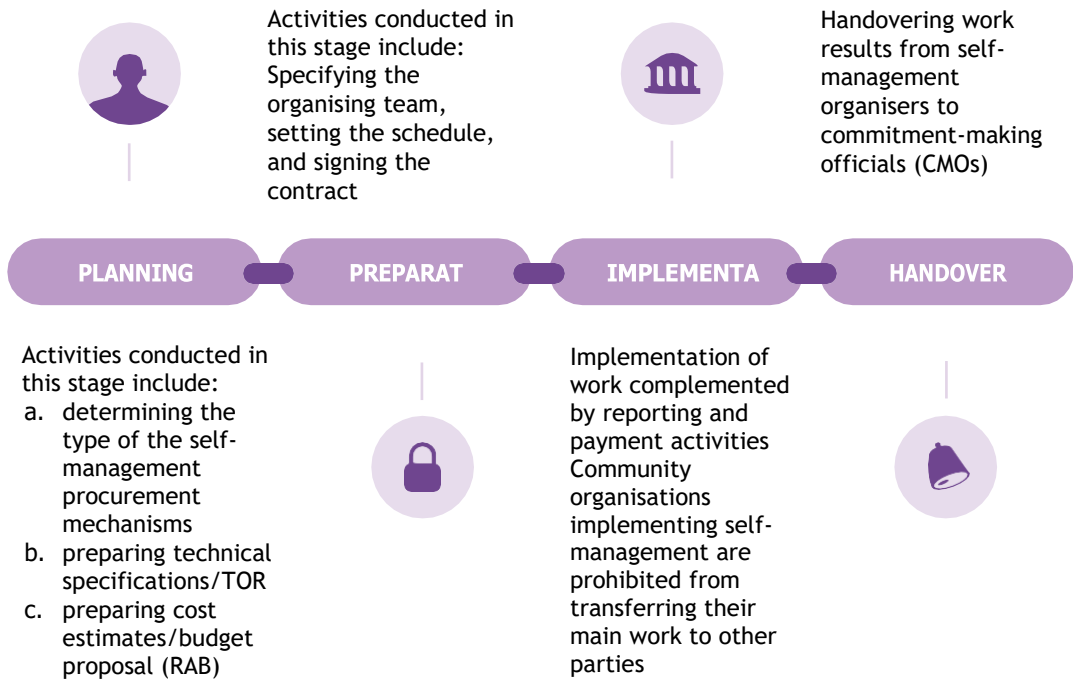 Activities conducted in
this stage include:
Specifying the
organising team,
setting the schedule,
and signing the
contract
Handovering work
results from self-
management
organisers to
commitment-making
officials (CMOs)
PLANNING
PREPARAT
IMPLEMENTA
HANDOVER
Activities conducted in
this stage include:
a. determining the
type of the self-
management
procurement
mechanisms
b. preparing technical
specifications/TOR
c. preparing cost
estimates/budget
proposal (RAB)
Implementation of
work complemented
by reporting and
payment activities
Community
organisations
implementing self-
management are
prohibited from
transferring their
main work to other
parties